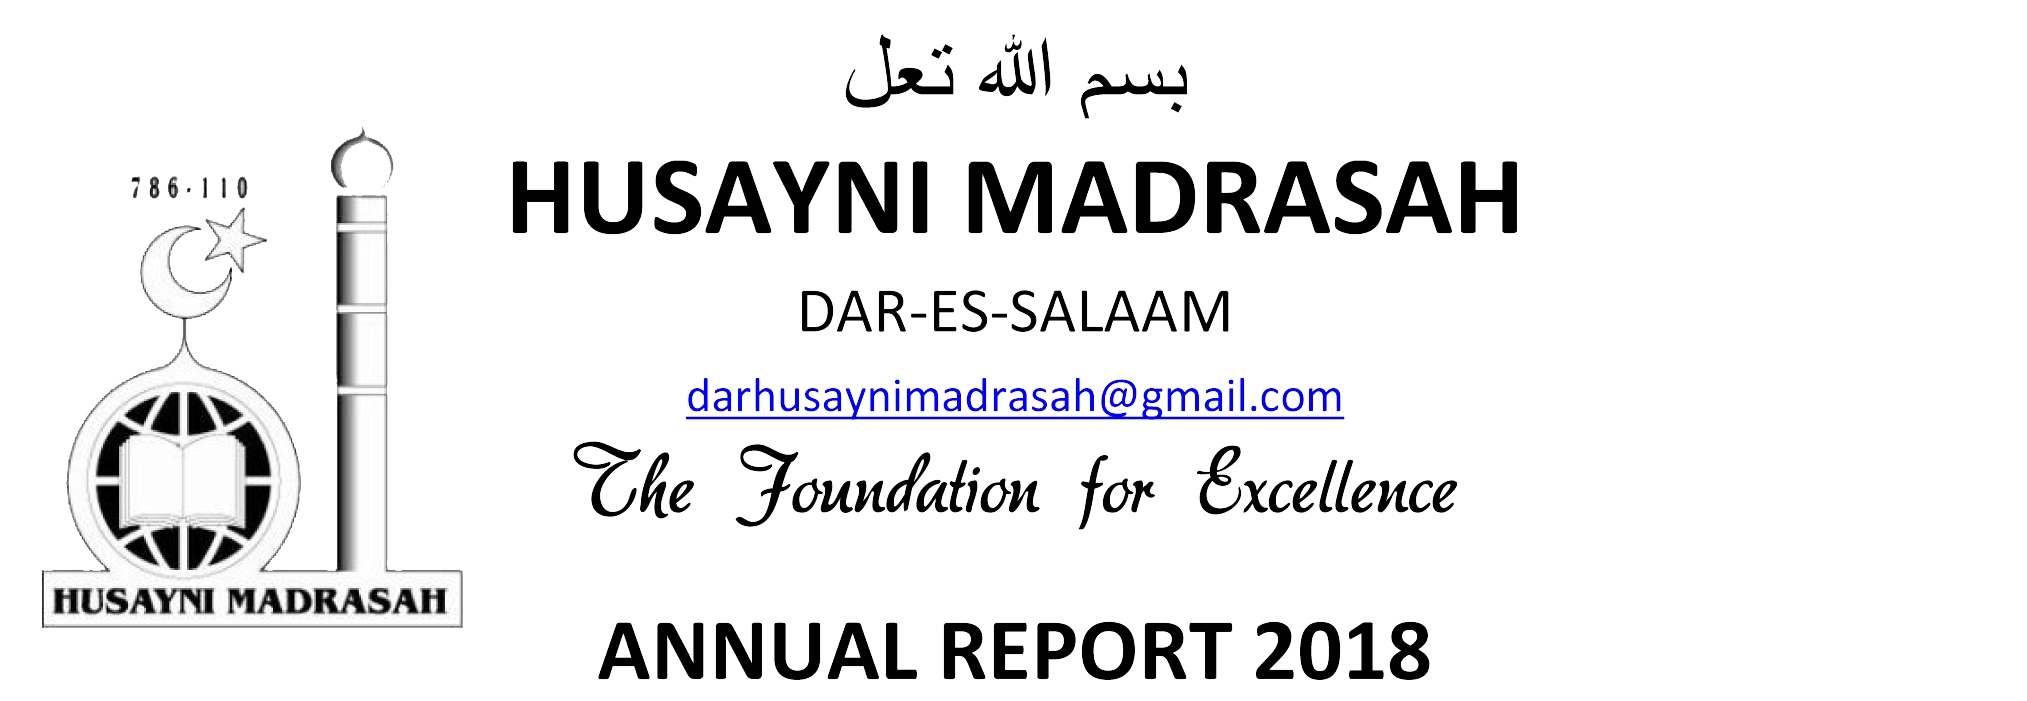 بسم الله تعل
HUSAYNI MADRASAH
DAR-ES-SALAAM
darhusaynimadrasah@gmail.com
The Foundation for Excellence
ANNUAL REPORT 2018
786-110
HUSAYNI MADRASAH